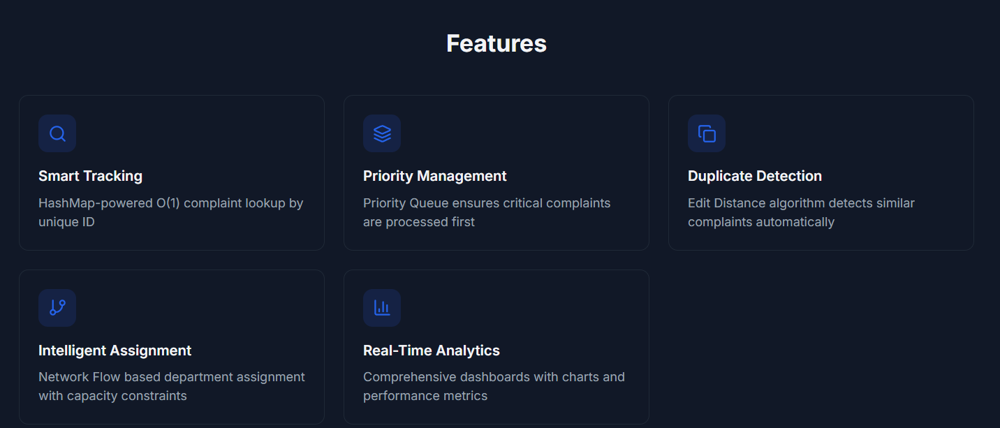 Features
Smart Tracking
HashMap-powered O(1) complaint lookup by
unique ID
Priority Management
Priority Queue ensures critical complaints
are processed first
Duplicate Detection
Edit Distance algorithm detects similar
complaints automatically
Intelligent Assignment
Network Flow based department assignment
with capacity constraints
Real-Time Analytics
Comprehensive dashboards with charts and
performance metrics